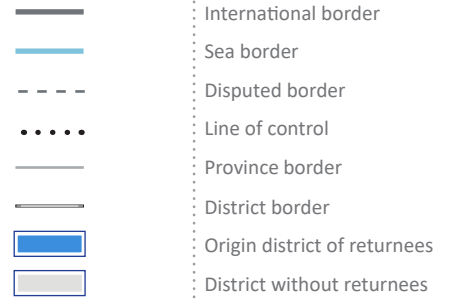 International border
Sea border
Disputed border
Line of control
Province border
District border
Origin district of returnees
District without returnees